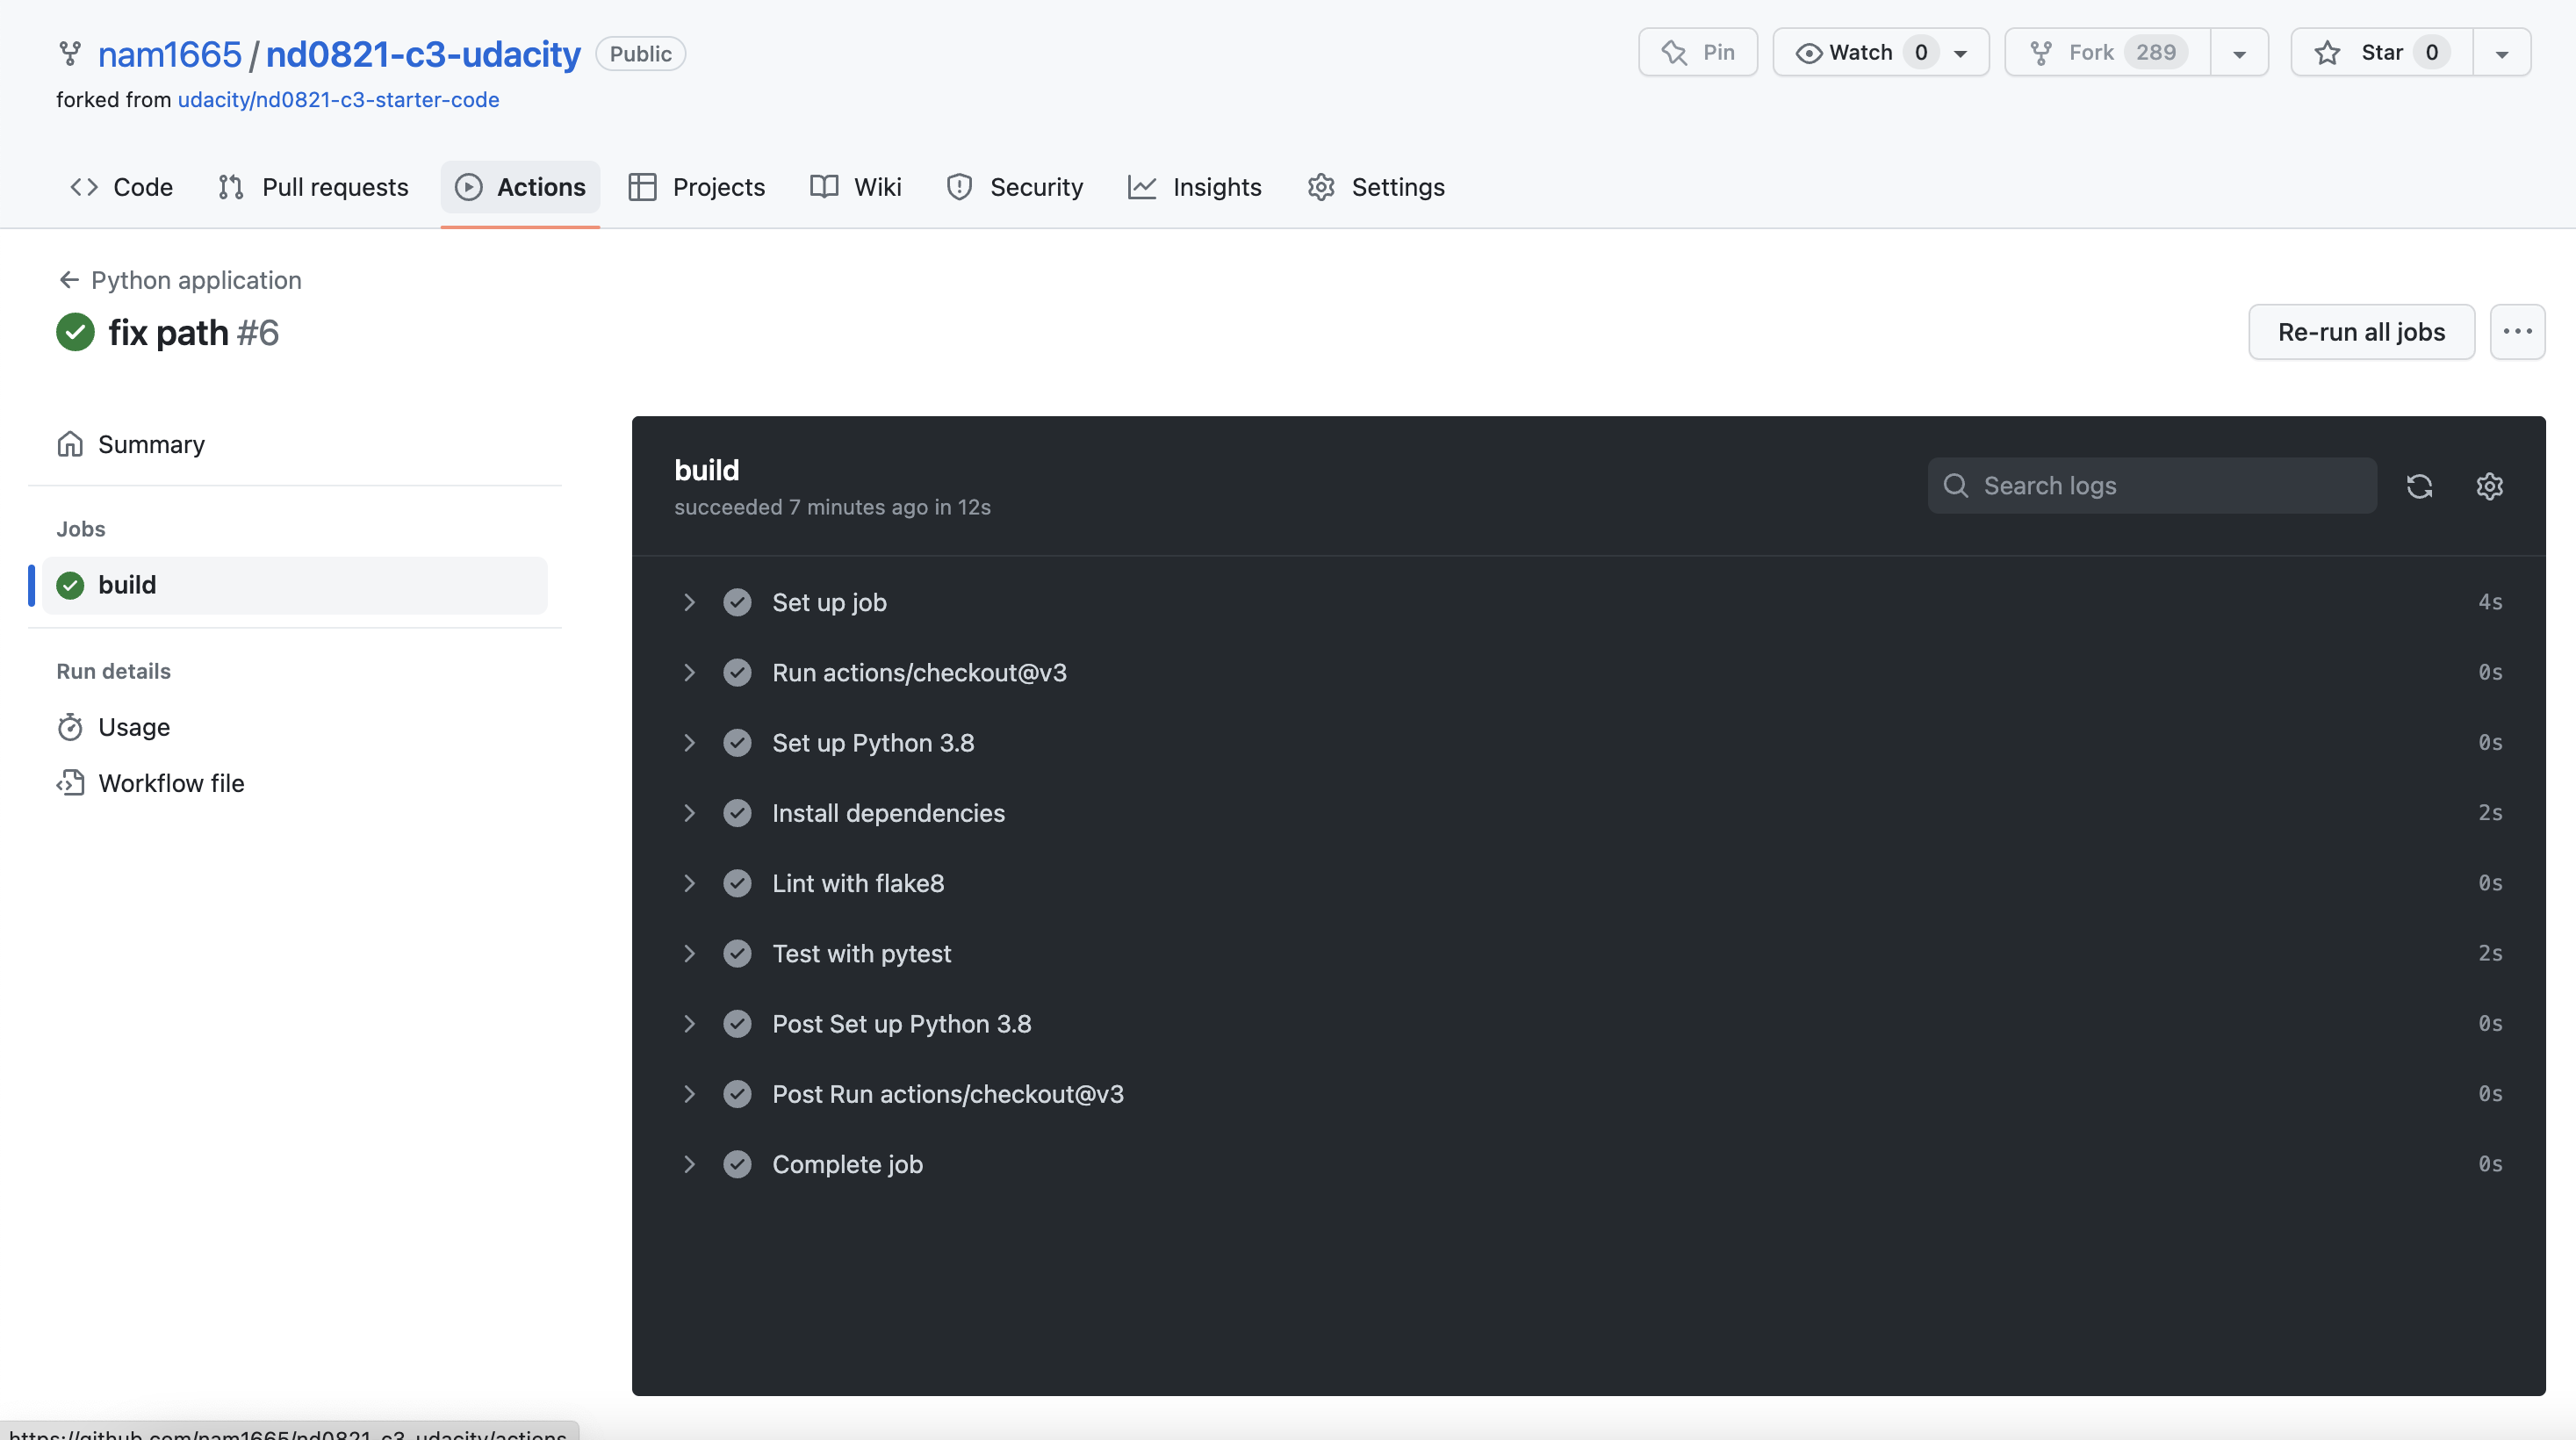 nam1665 / nd0821-c3-udacity Public
Pin Watch 0 Fork 289 Star 0
forked from udacity/nd0821-c3-starter-code
Code Pull requests Actions Projects Wiki Security Insights Settings
Python application
fix path #6
Re-run all jobs
Summary
Jobs
build
Run details
Usage
Workflow file
build
succeeded 7 minutes ago in 12s
Search logs
Set up job 4s
Run actions/checkout@v3 0s
Set up Python 3.8 0s
Install dependencies 2s
Lint with flake8 0s
Test with pytest 2s
Post Set up Python 3.8 0s
Post Run actions/checkout@v3 0s
Complete job 0s
https://github.com/nam1665/nd0821-c3-udacity/actions